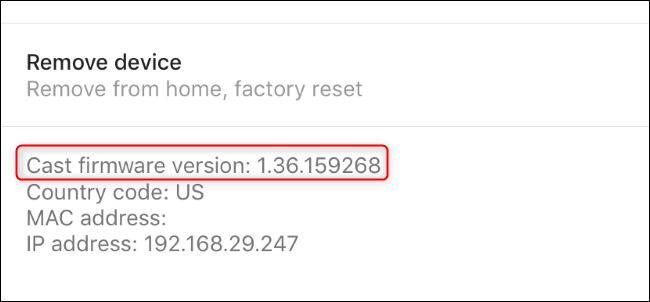 Remove device
Remove from home, factory reset
Cast firmware version: 1.36.159268
Country code: US
MAC address:
IP address: 192.168.29.247